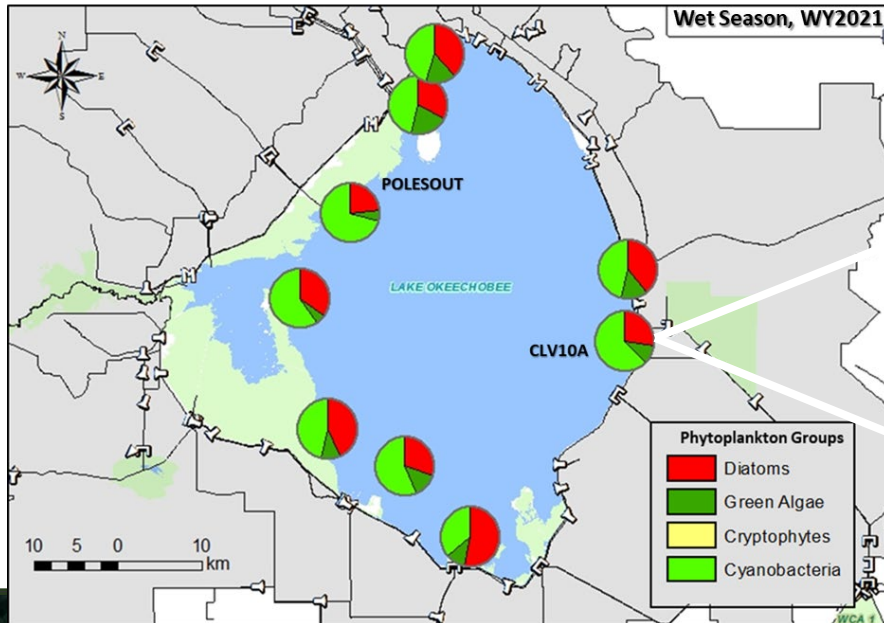 Wet Season, WY2021
N
W E
S
POLESOUT
LAKE OKEECHOBEE
CLV10A
Phytoplankton Groups
Diatoms
Green Algae
Cryptophytes
Cyanobacteria
10 5 0 10
km
WCA 1